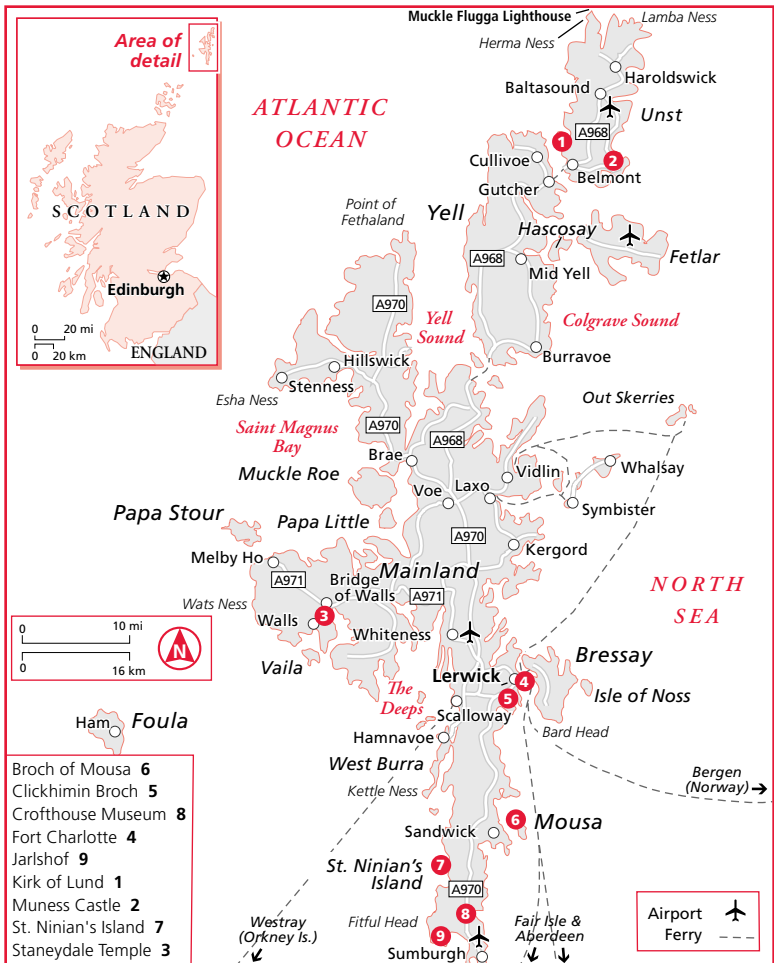 Area of
detail
SCOTLAND
Edinburgh
0 20 mi
0 20 km
ENGLAND
Muckle Flugga Lighthouse
Lamba Ness
Herma Ness
Haroldswick
Baltasound
ATLANTIC
OCEAN
Unst
A968
1
2
Cullivoe
Belmont
Gutcher
Point of
Fethaland
Yell
Hascosay
A968
Fetlar
Mid Yell
A970
Yell
Sound
Colgrave Sound
Burravoe
Hillswick
Stenness
Esha Ness
Out Skerries
Saint Magnus
Bay
A970
A968
Brae
Muckle Roe
Vidlin
Whalsay
Voe
Laxo
Symbister
Papa Stour
Papa Little
A970
Kergord
Melby Ho
Mainland
A971
Bridge
of Walls
A971
NORTH
SEA
Wats Ness
Walls
3
Whiteness
0 10 mi
0 16 km
N
Vaila
Bressay
Lerwick
4
The
Deeps
5
Isle of Noss
Scalloway
Ham
Foula
Hamnavoe
Bard Head
West Burra
Bergen
(Norway)
Kettle Ness
6
Mousa
Sandwick
7
St. Ninian's
Island
A970
8
Fitful Head
Westray
(Orkney Is.)
Fair Isle &
Aberdeen
9
Sumburgh
Broch of Mousa 6
Clickhimin Broch 5
Crofthouse Museum 8
Fort Charlotte 4
Jarlshof 9
Kirk of Lund 1
Muness Castle 2
St. Ninian's Island 7
Staneydale Temple 3
Airport
Ferry